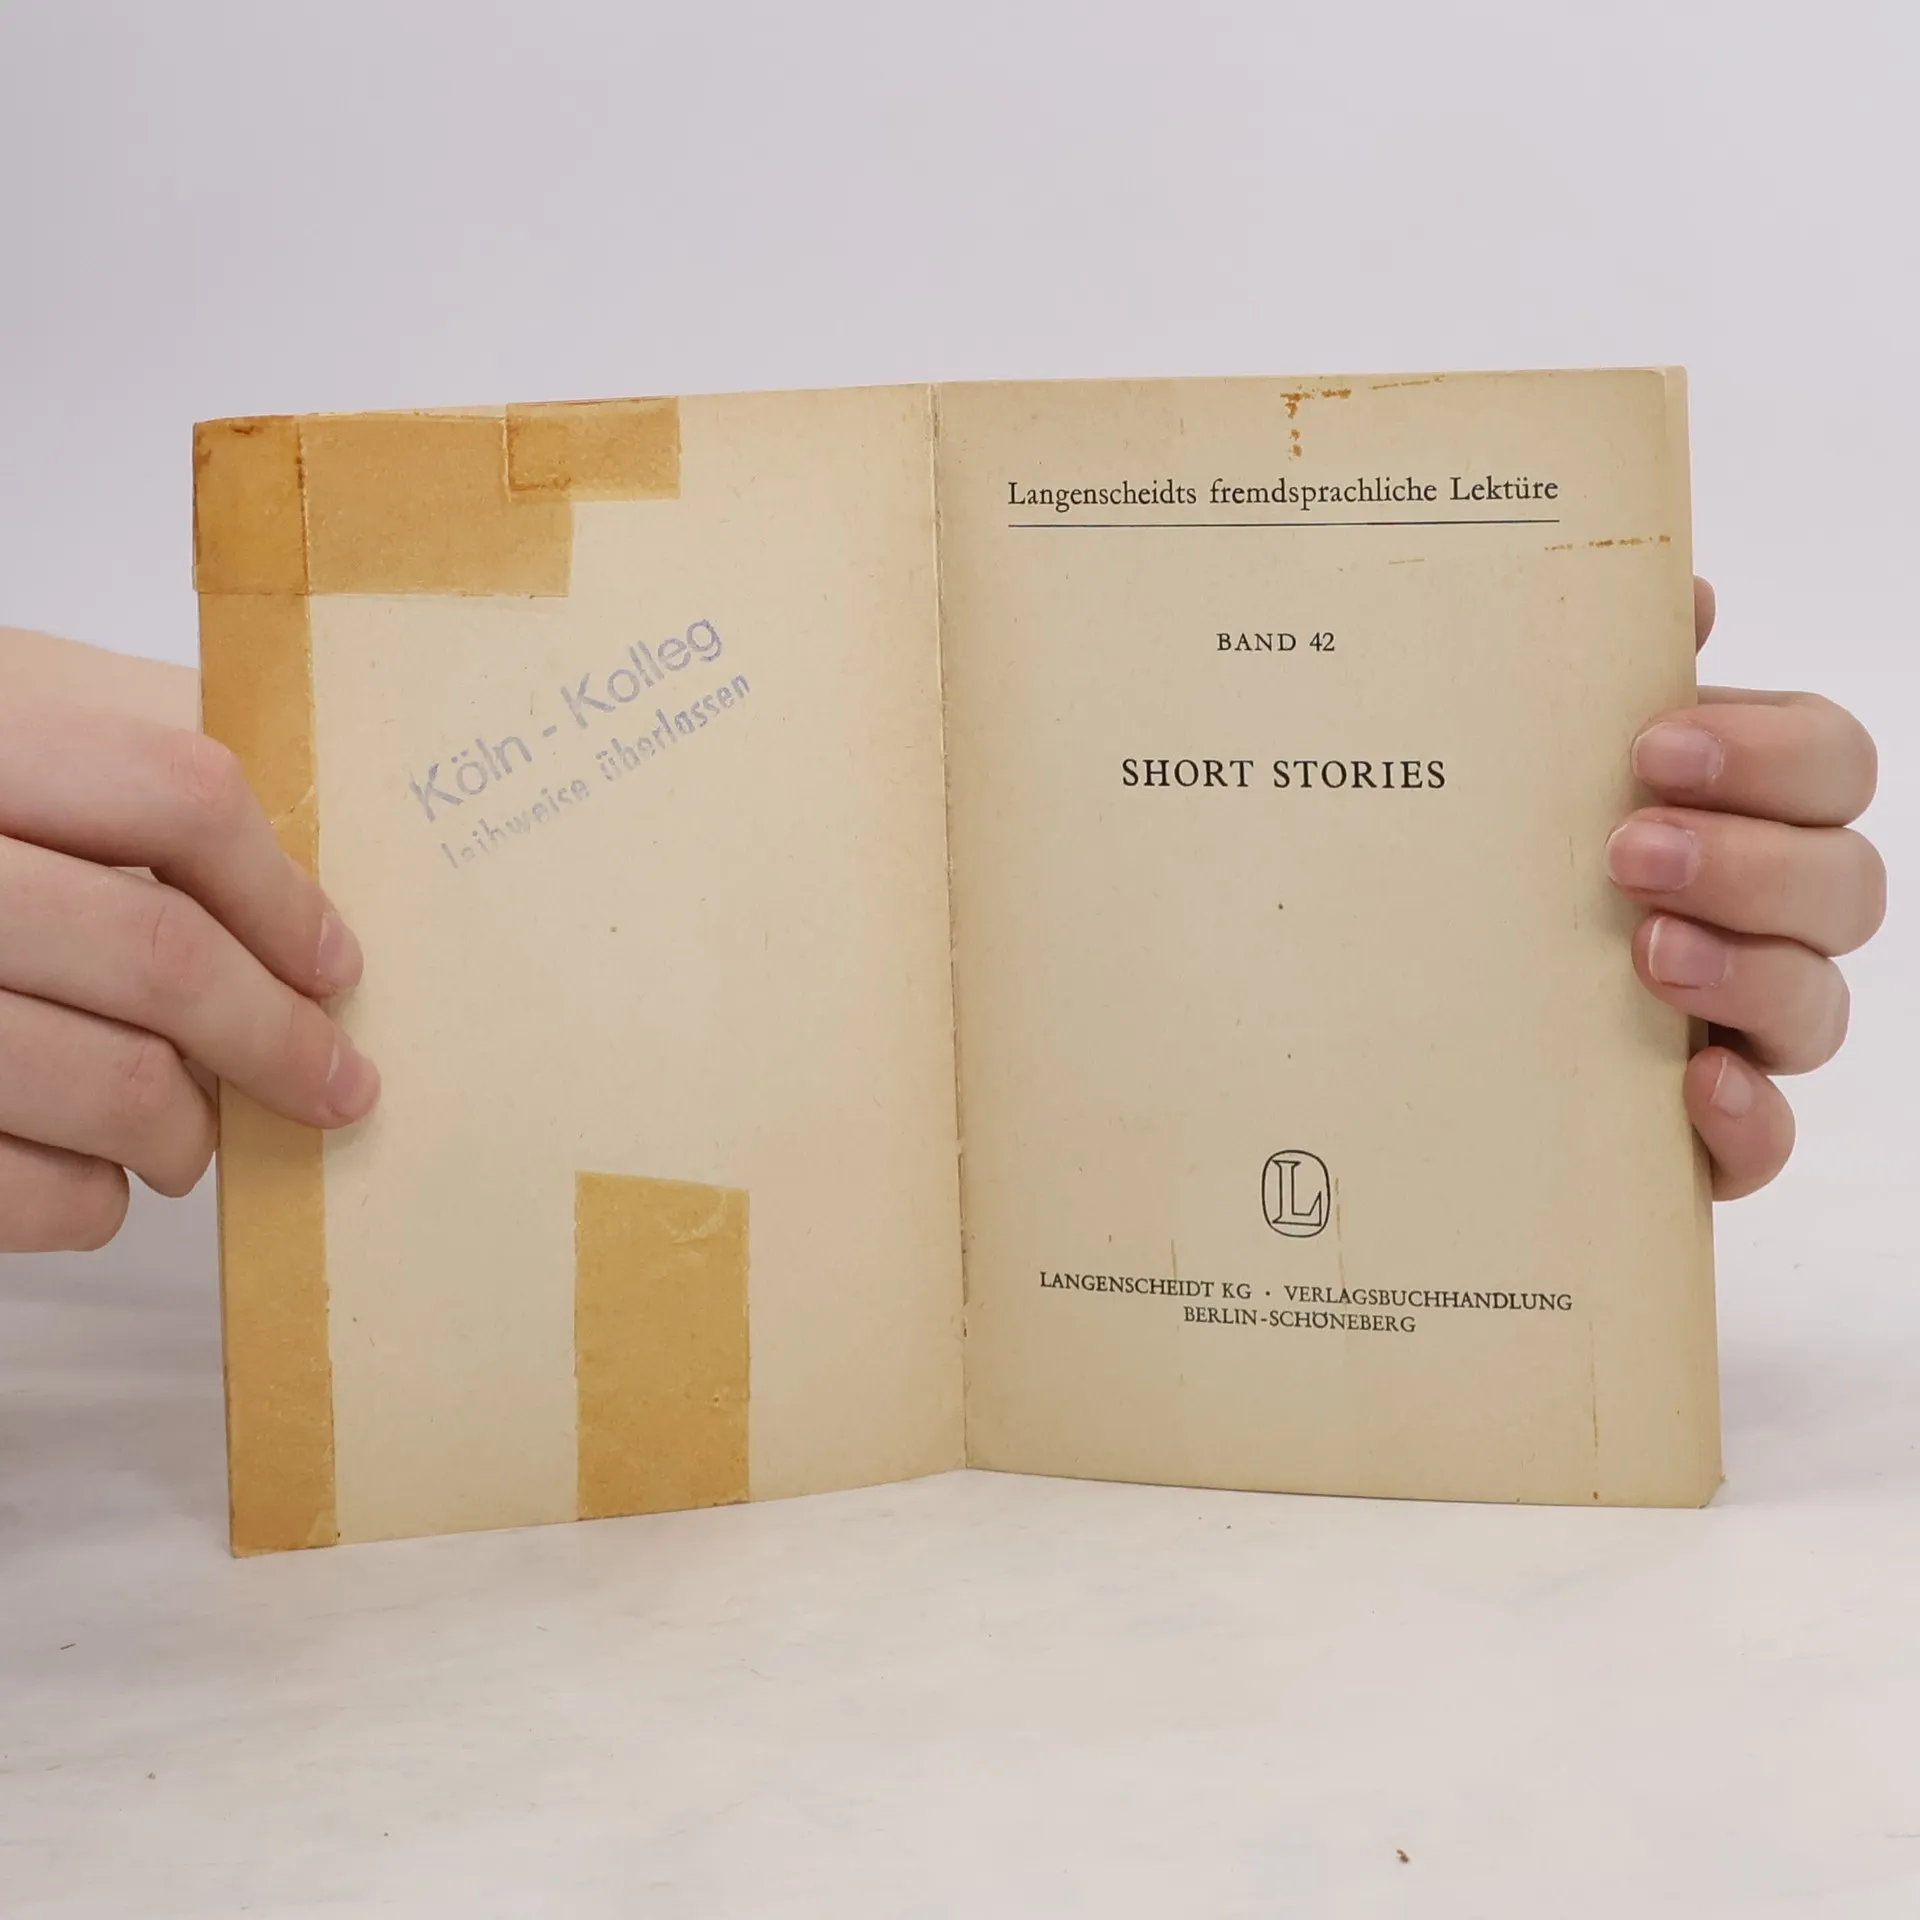 Köln - Kolleg
leihweise überlassen
Langenscheidts fremdsprachliche Lektüre
BAND 42
SHORT STORIES
L
LANGENSCHEIDT KG · VERLAGSBUCHHANDLUNG
BERLIN-SCHÖNEBERG